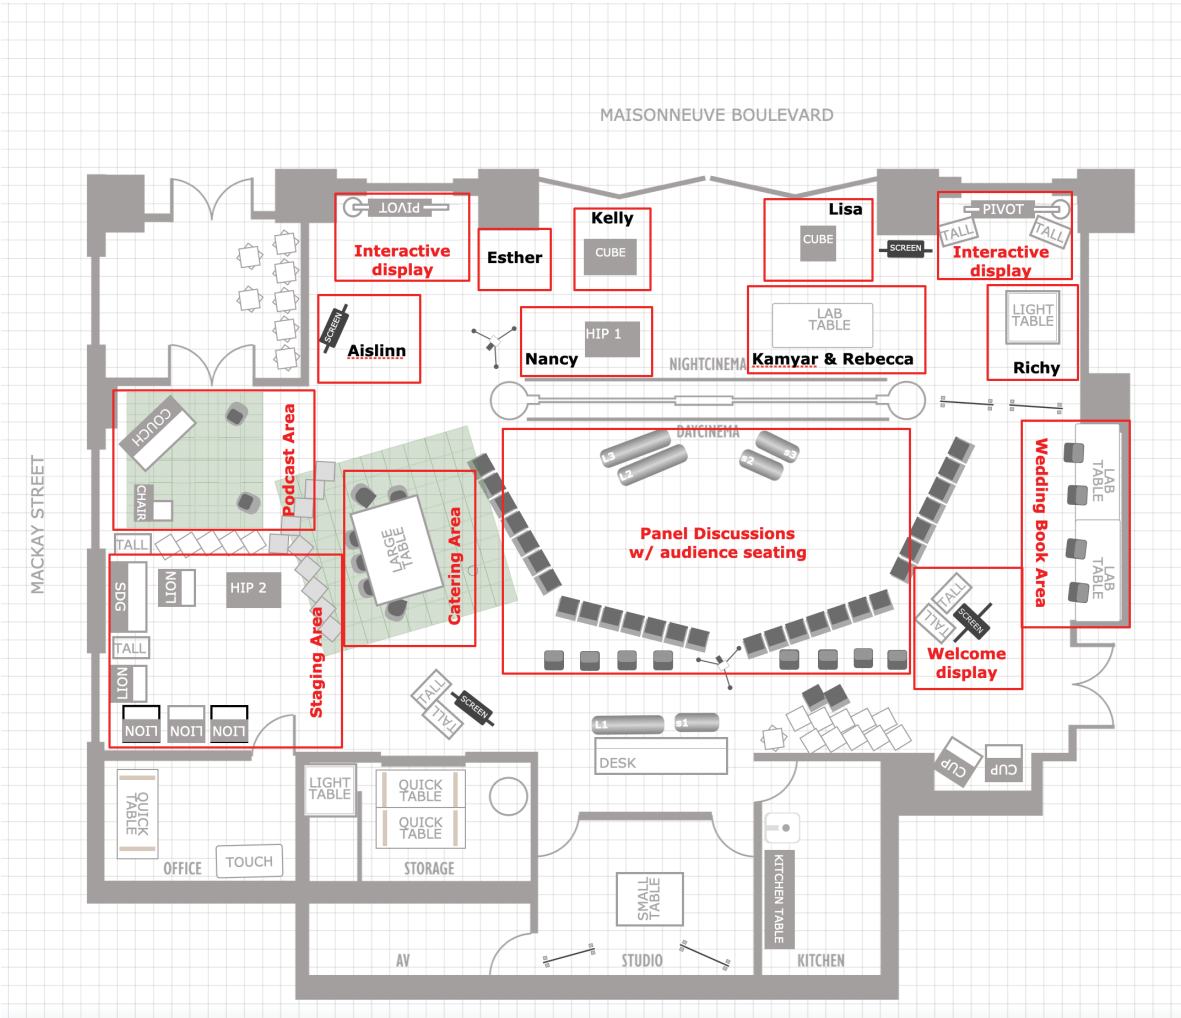 MAISONNEUVE BOULEVARD
PIVOT
Interactive
display
Esther
Kelly
CUBE
Lisa
CUBE
SCREEN
PIVOT
TALL
TALL
Interactive
display
SCREEN
Aislinn
HIP 1
Nancy
LAB
TABLE
Kamyar & Rebecca
LIGHT
TABLE
Richy
NIGHTCINEMA
DAYCINEMA
MACKAY STREET
COUCH
CHAIR
Podcast Area
LARGE
TABLE
Catering Area
L3
L2
s2
s3
Panel Discussions
w/ audience seating
Wedding Book Area
LAB
TABLE
LAB
TABLE
TALL
SDG
LION
HIP 2
TALL
LION
LION
LION
LION
Staging Area
TALL
TALL
SCREEN
TALL
TALL
SCREEN
Welcome
display
L1
s1
DESK
CUP
CUP
QUICK
TABLE
OFFICE
TOUCH
LIGHT
TABLE
QUICK
TABLE
QUICK
TABLE
STORAGE
AV
SMALL
TABLE
STUDIO
KITCHEN TABLE
KITCHEN